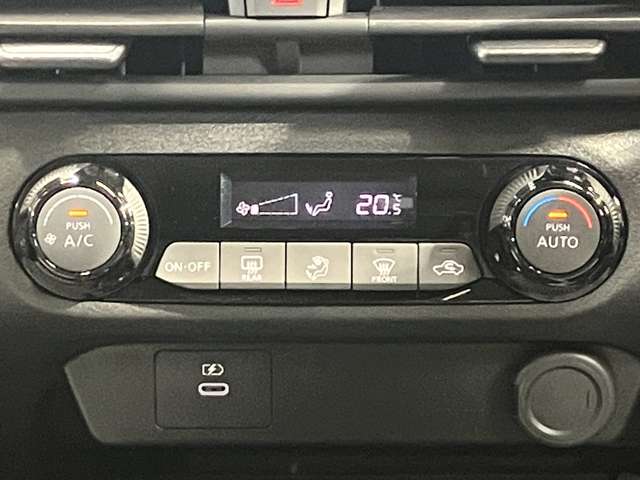 20.5°C
PUSH
A/C
PUSH
AUTO
ON·OFF
REAR
FRONT